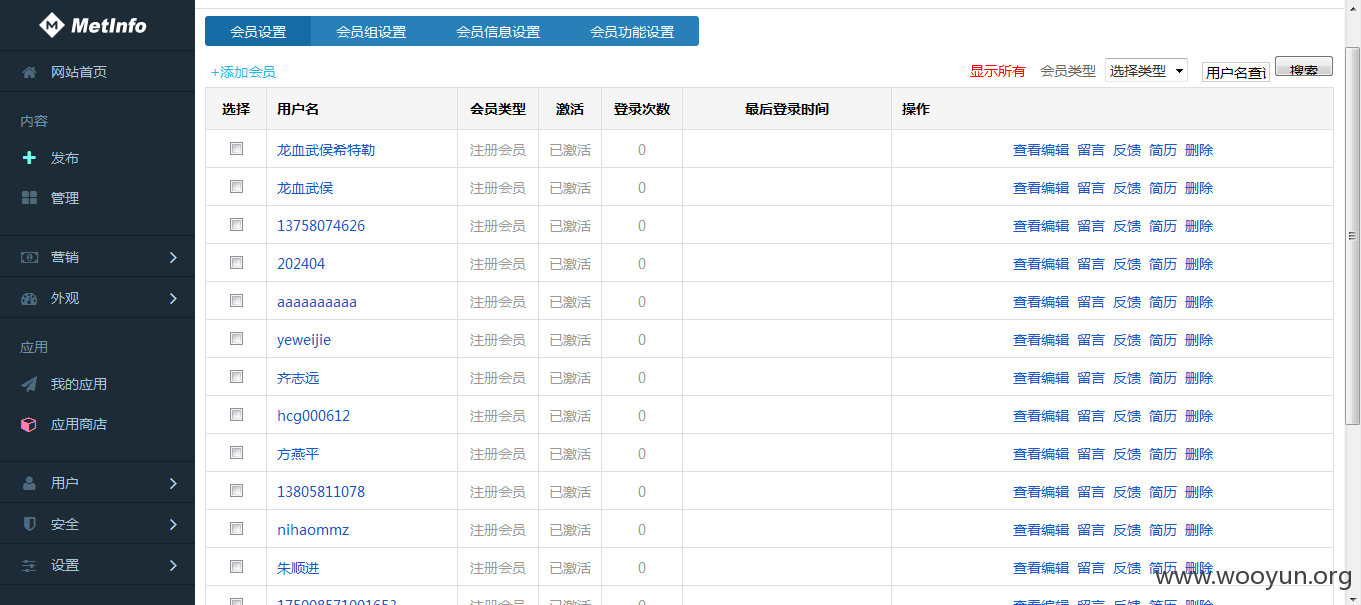 MetInfo
网站首页
内容
发布
管理
营销
外观
应用
我的应用
应用商店
用户
安全
设置
会员设置 会员组设置 会员信息设置 会员功能设置
+添加会员 显示所有 会员类型 选择类型 用户名查询 搜索
选择 用户名 会员类型 激活 登录次数 最后登录时间 操作
龙血武侯希特勒 注册会员 已激活 0 查看编辑 留言 反馈 简历 删除
龙血武侯 注册会员 已激活 0 查看编辑 留言 反馈 简历 删除
13758074626 注册会员 已激活 0 查看编辑 留言 反馈 简历 删除
202404 注册会员 已激活 0 查看编辑 留言 反馈 简历 删除
aaaaaaaaaa 注册会员 已激活 0 查看编辑 留言 反馈 简历 删除
yeweijie 注册会员 已激活 0 查看编辑 留言 反馈 简历 删除
齐志远 注册会员 已激活 0 查看编辑 留言 反馈 简历 删除
hcg000612 注册会员 已激活 0 查看编辑 留言 反馈 简历 删除
方燕平 注册会员 已激活 0 查看编辑 留言 反馈 简历 删除
13805811078 注册会员 已激活 0 查看编辑 留言 反馈 简历 删除
nihaommz 注册会员 已激活 0 查看编辑 留言 反馈 简历 删除
朱顺进 注册会员 已激活 0 查看编辑 留言 反馈 简历 删除
www.wooyun.org
注册会员 已激活 0 查看编辑 留言 反馈 简历 删除